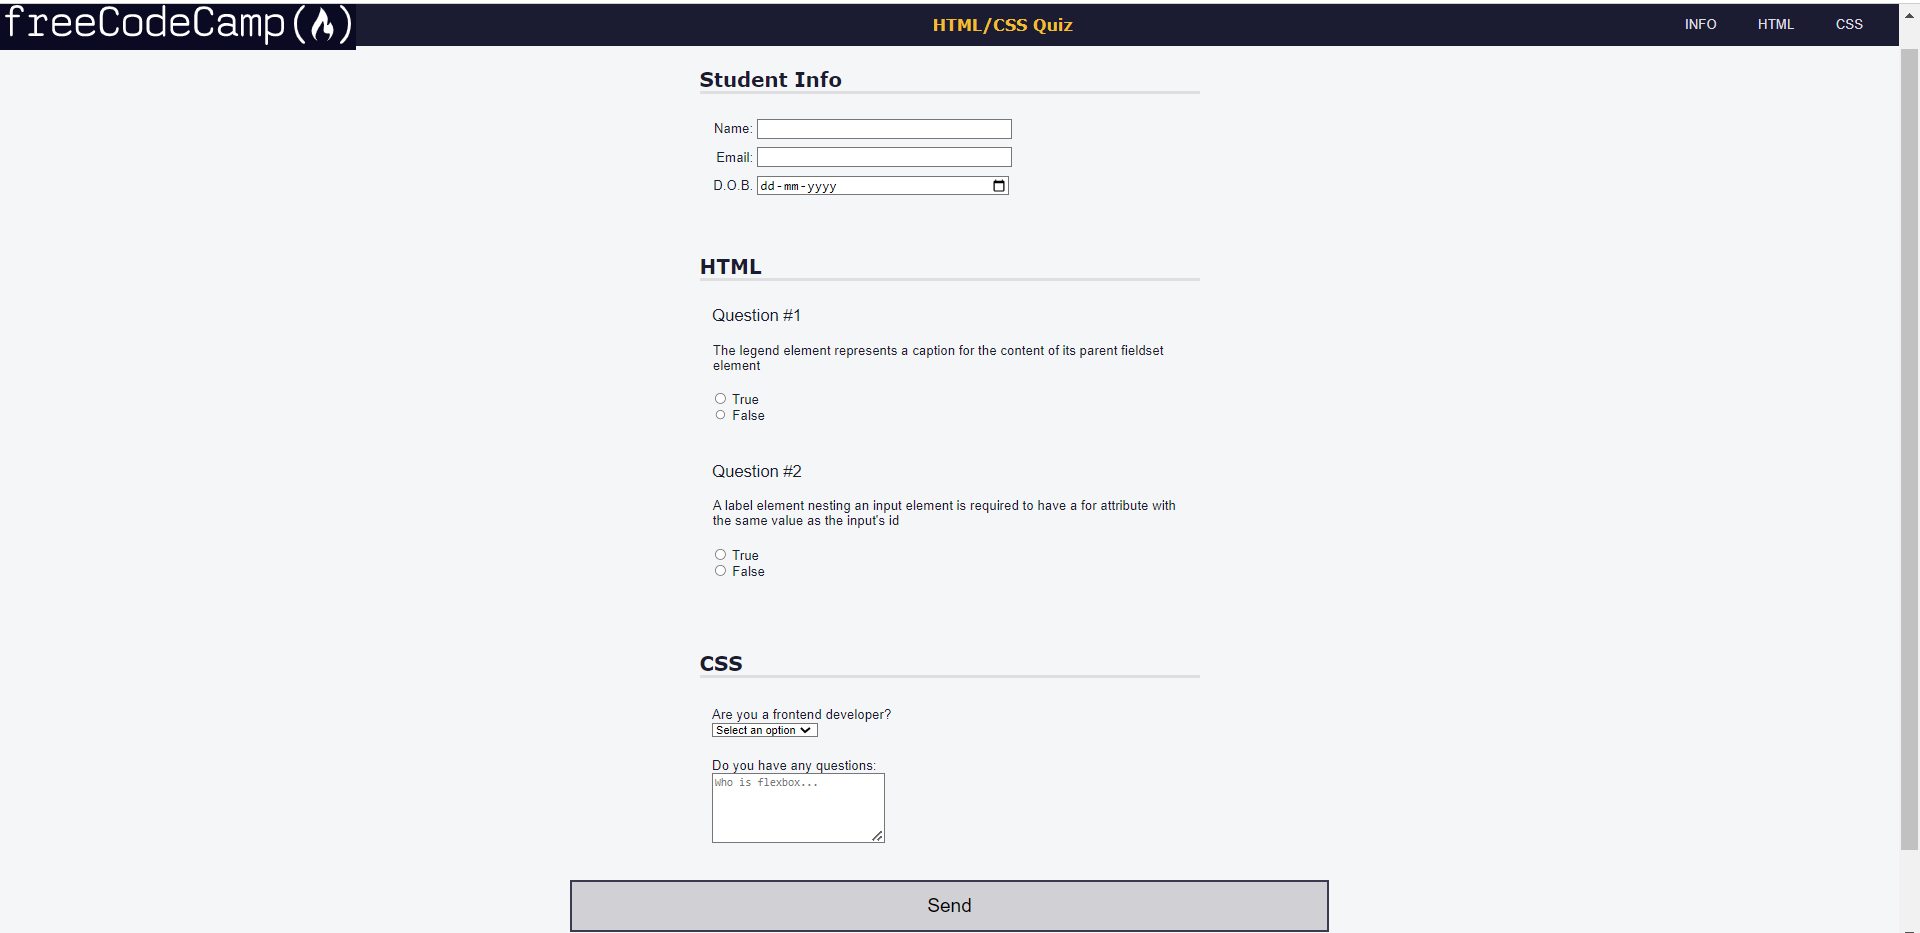 freeCodeCamp(🔥)
HTML/CSS Quiz
INFO
HTML
CSS
Student Info
Name:
Email:
D.O.B.
dd-mm-yyyy
HTML
Question #1
The legend element represents a caption for the content of its parent fieldset
element
True
False
Question #2
A label element nesting an input element is required to have a for attribute with
the same value as the input's id
True
False
CSS
Are you a frontend developer?
Select an option
Do you have any questions:
Who is flexbox...
Send